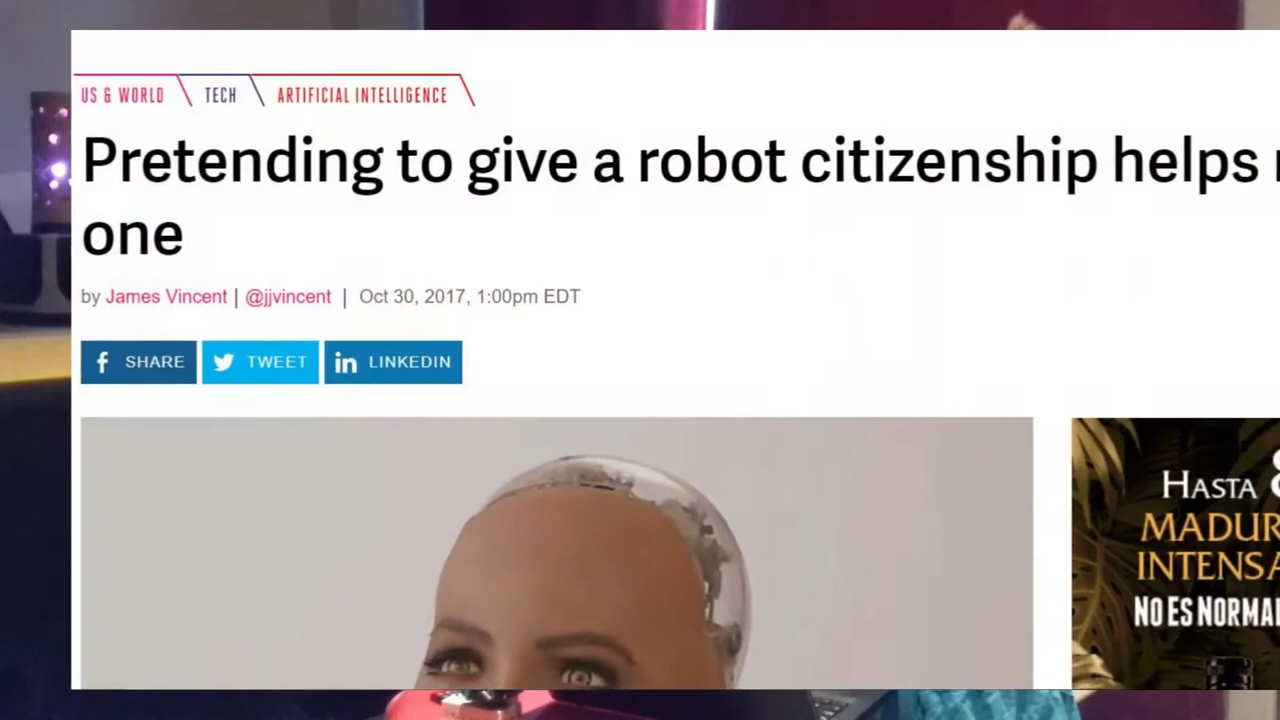 US & WORLD TECH ARTIFICIAL INTELLIGENCE
Pretending to give a robot citizenship helps
one
by James Vincent | @jjvincent | Oct 30, 2017, 1:00pm EDT
SHARE TWEET LINKEDIN
HASTA
MADUR
INTENSA
NO ES NORMAL